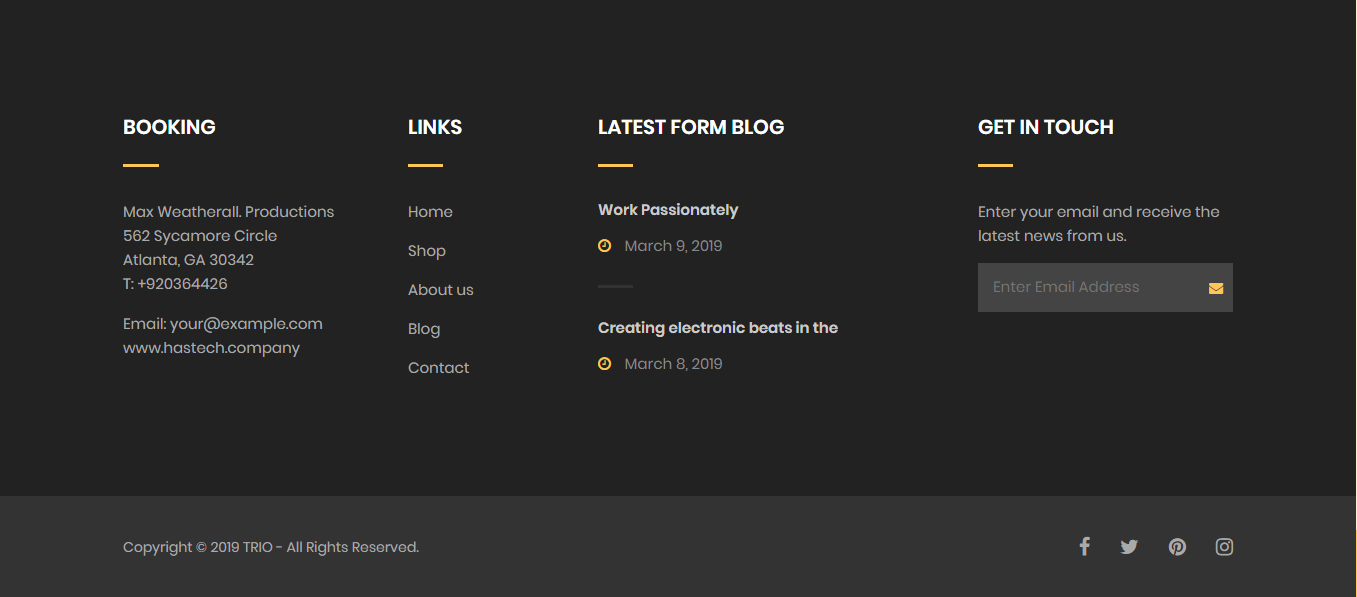 BOOKING
Max Weatherall. Productions
562 Sycamore Circle
Atlanta, GA 30342
T: +920364426
Email: your@example.com
www.hastech.company
LINKS
Home
Shop
About us
Blog
Contact
LATEST FORM BLOG
Work Passionately
March 9, 2019
Creating electronic beats in the
March 8, 2019
GET IN TOUCH
Enter your email and receive the
latest news from us.
Enter Email Address
Copyright © 2019 TRIO - All Rights Reserved.